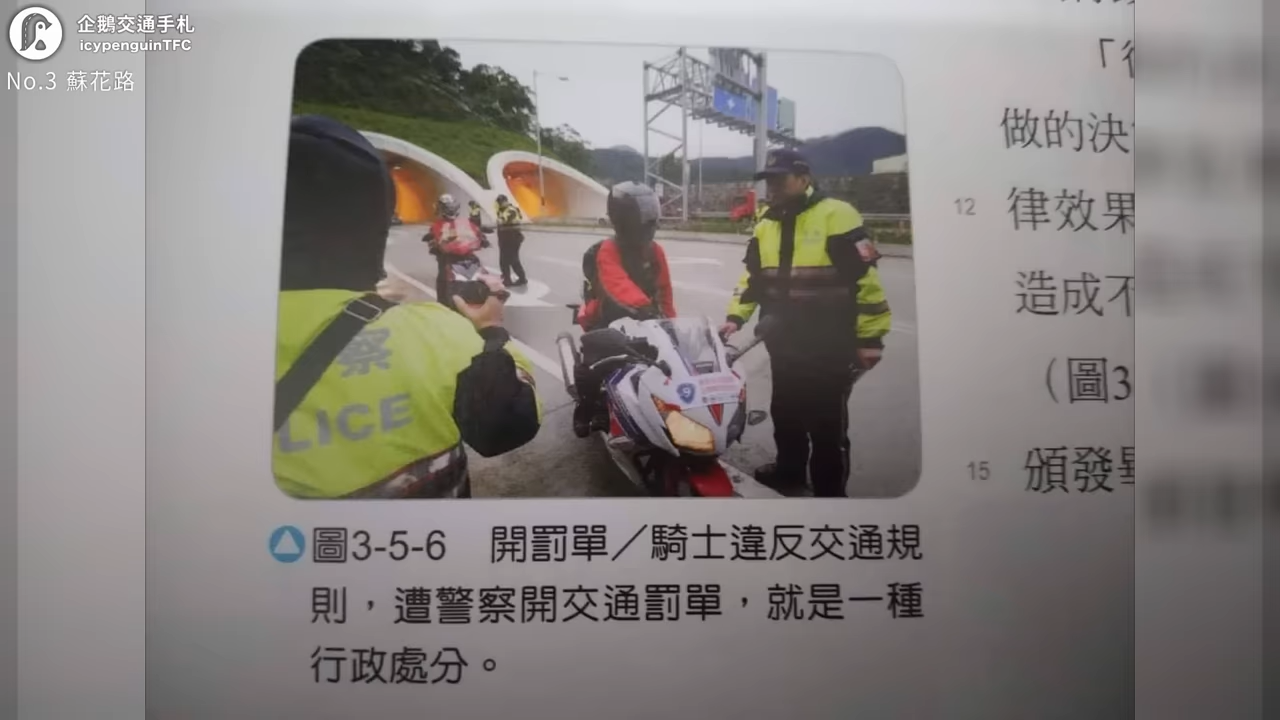 企鵝交通手札
icypenguinTFC
No.3 蘇花路
察
LICE
9
做的決
12 律效果
造成不
（圖3
15 頒發畢
圖3-5-6 開罰單／騎士違反交通規
則，遭警察開交通罰單，就是一種
行政處分。